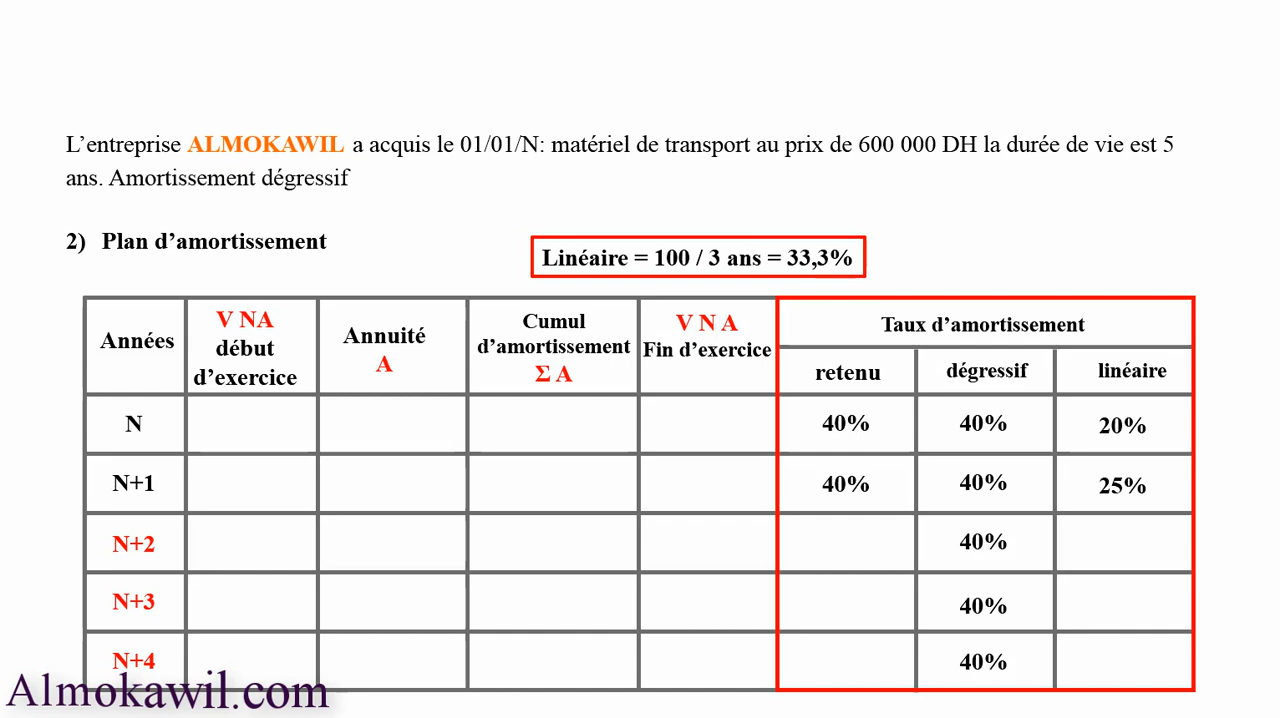 L'entreprise ALMOKAWIL a acquis le 01/01/N: matériel de transport au prix de 600 000 DH la durée de vie est 5
ans. Amortissement dégressif
2) Plan d'amortissement
Linéaire = 100 / 3 ans = 33,3%
Années
V NA
début
d'exercice
Annuité
A
Cumul
d'amortissement
Σ A
V N A
Fin d'exercice
Taux d'amortissement
retenu dégressif linéaire
N 40% 40% 20%
N+1 40% 40% 25%
N+2 40%
N+3 40%
N+4 40%
Almokawil.com